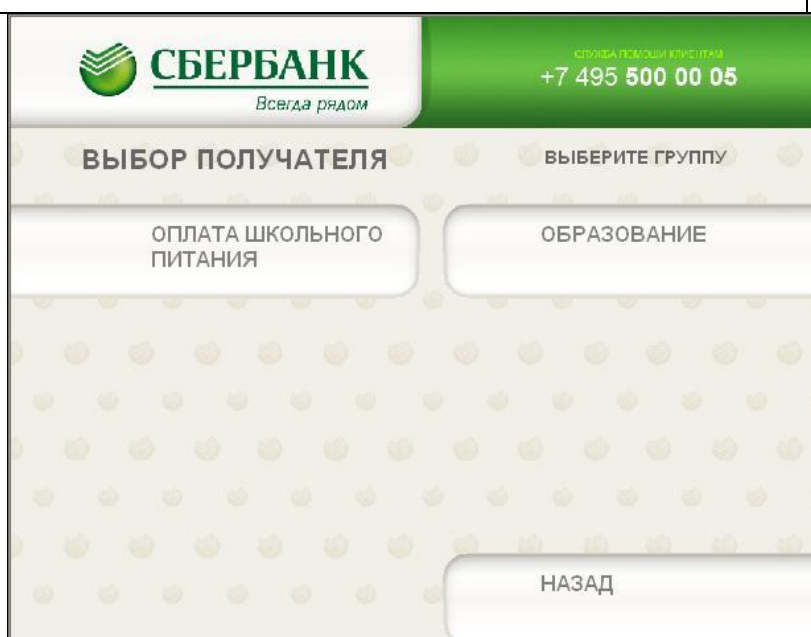 СБЕРБАНК
Всегда рядом
СЛУЖБА ПОМОЩИ КЛИЕНТАМ
+7 495 500 00 05
ВЫБОР ПОЛУЧАТЕЛЯ
ВЫБЕРИТЕ ГРУППУ
ОПЛАТА ШКОЛЬНОГО
ПИТАНИЯ
ОБРАЗОВАНИЕ
НАЗАД